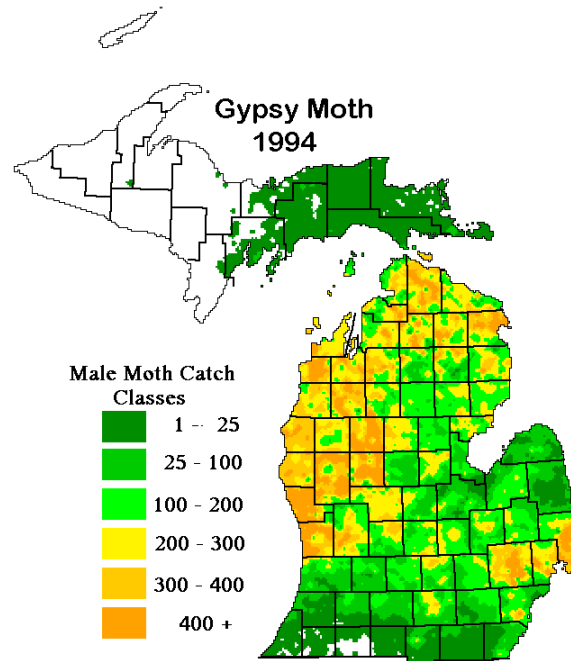 Gypsy Moth
1994
Male Moth Catch
Classes
1 - 25
25 - 100
100 - 200
200 - 300
300 - 400
400 +